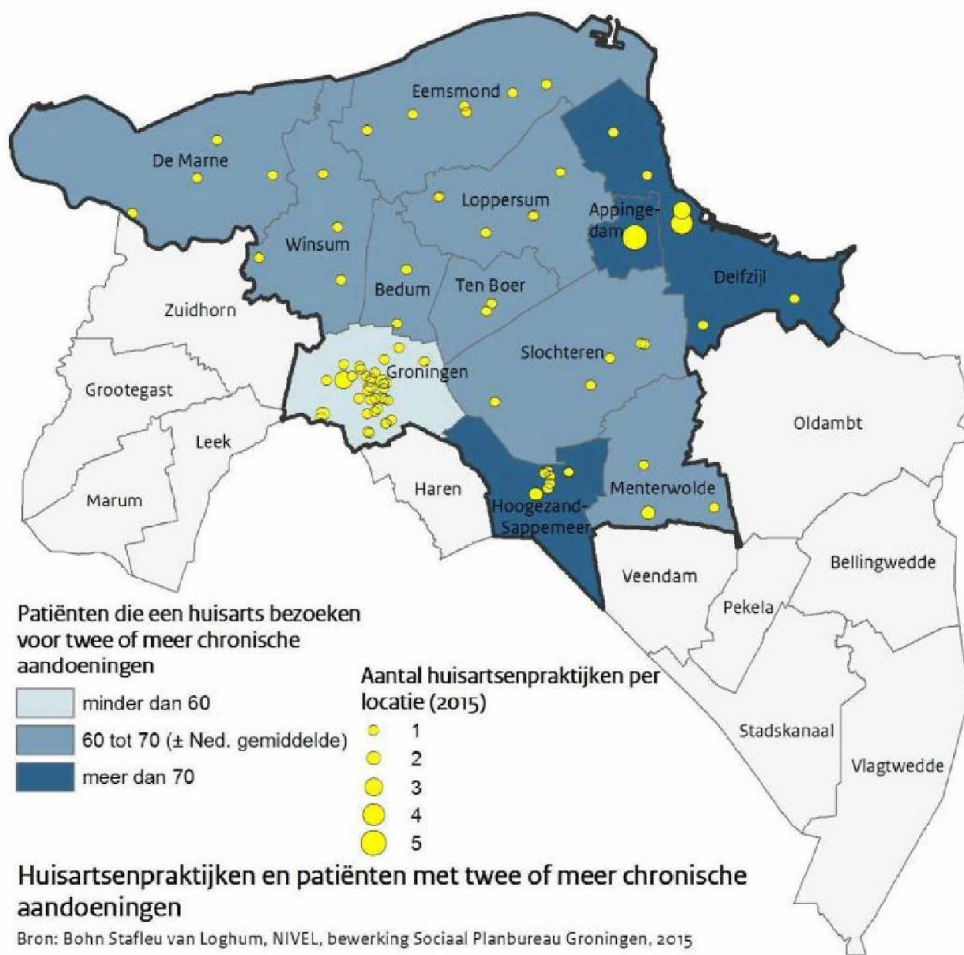 Eemsmond
De Marne
Loppersum
Appinge-
dam
Winsum
Delfzijl
Bedum
Ten Boer
Zuidhorn
Slochteren
Groningen
Grootegast
Oldambt
Leek
Haren
Menterwolde
Marum
Hoogezand-
Sappemeer
Bellingwedde
Veendam
Pekela
Stadskanaal
Vlagtwedde
Patiënten die een huisarts bezoeken
voor twee of meer chronische
aandoeningen
minder dan 60
60 tot 70 (± Ned. gemiddelde)
meer dan 70
Aantal huisartsenpraktijken per
locatie (2015)
1
2
3
4
5
Huisartsenpraktijken en patiënten met twee of meer chronische
aandoeningen
Bron: Bohn Stafleu van Loghum, NIVEL, bewerking Sociaal Planbureau Groningen, 2015